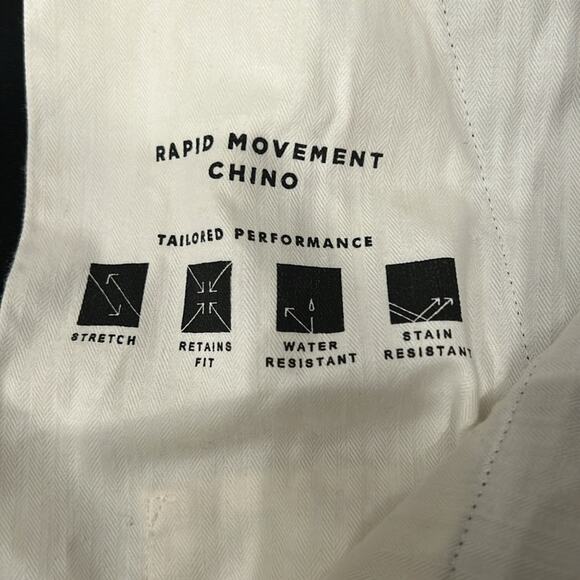 RAPID MOVEMENT
CHINO
TAILORED PERFORMANCE
STRETCH
RETAINS
FIT
WATER
RESISTANT
STAIN
RESISTANT